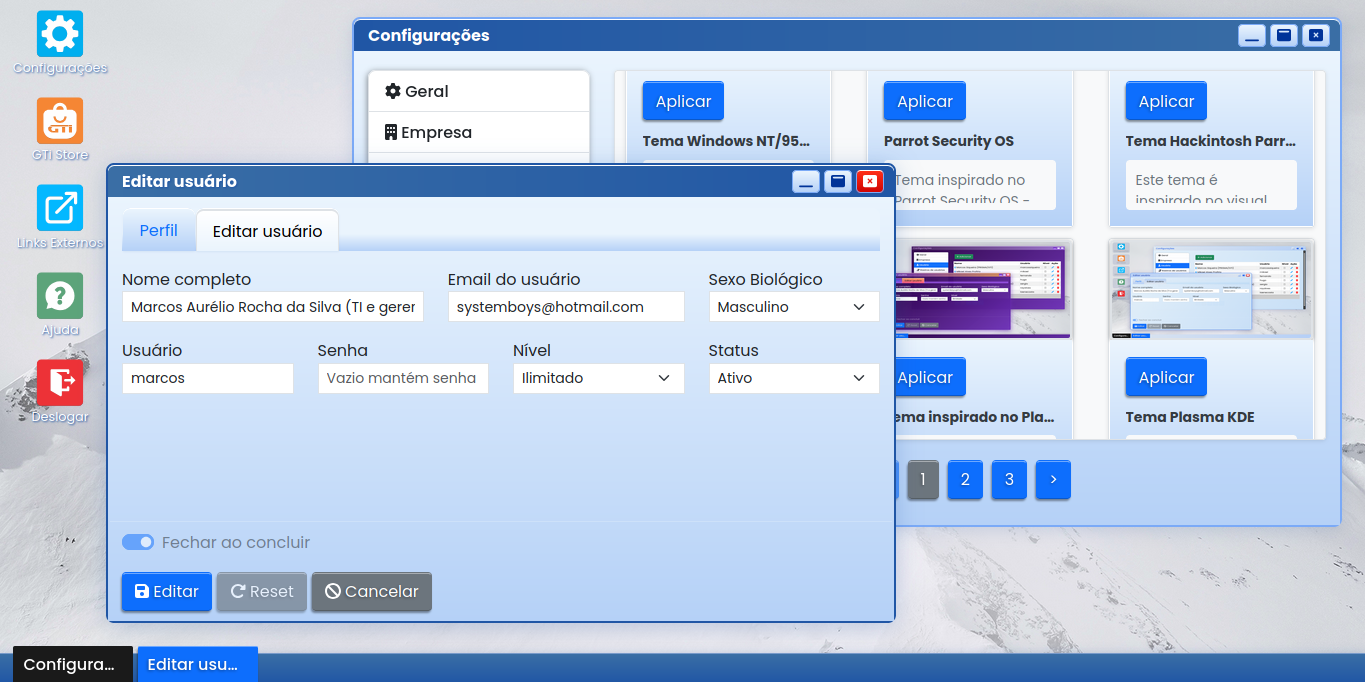 Configurações
GTI
GTI Store
Links Externos
Ajuda
Deslogar
Configurações
Geral
Empresa
Aplicar
Aplicar
Aplicar
Tema Windows NT/95...
Parrot Security OS
Tema Hackintosh Parr...
Tema inspirado no
Parrot Security OS -
Este tema é
inspirado no visual
Aplicar
Aplicar
ema inspirado no Pla...
Tema Plasma KDE
1
2
3
>
Editar usuário
Perfil
Editar usuário
Nome completo
Email do usuário
Sexo Biológico
Marcos Aurélio Rocha da Silva (TI e gerer
systemboys@hotmail.com
Masculino
Usuário
Senha
Nível
Status
marcos
Vazio mantém senha
Ilimitado
Ativo
Fechar ao concluir
Editar
Reset
Cancelar
Configura...
Editar usu...